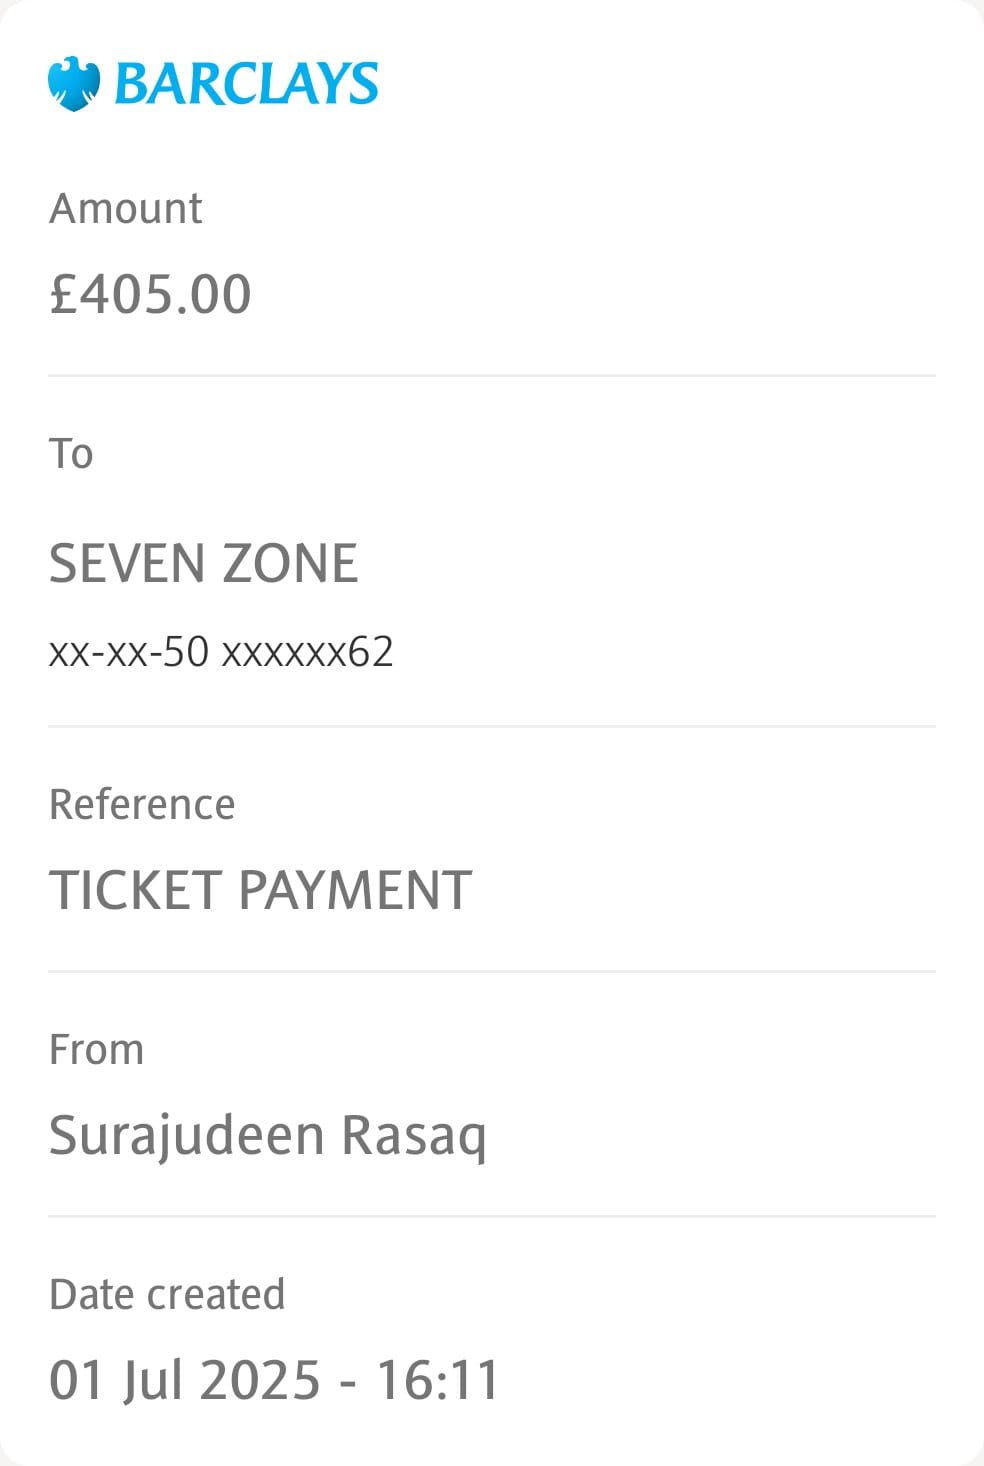 BARCLAYS
Amount
£405.00
To
SEVEN ZONE
xx-xx-50 xxxxxx62
Reference
TICKET PAYMENT
From
Surajudeen Rasaq
Date created
01 Jul 2025 - 16:11